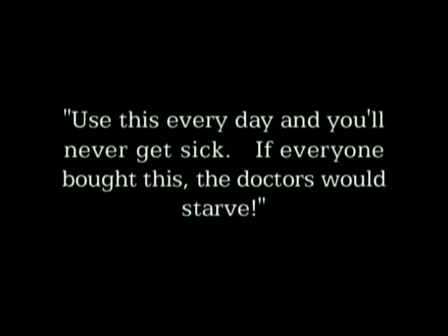 "Use this every day and you'll
never get sick.   If everyone
bought this, the doctors would
starve!"